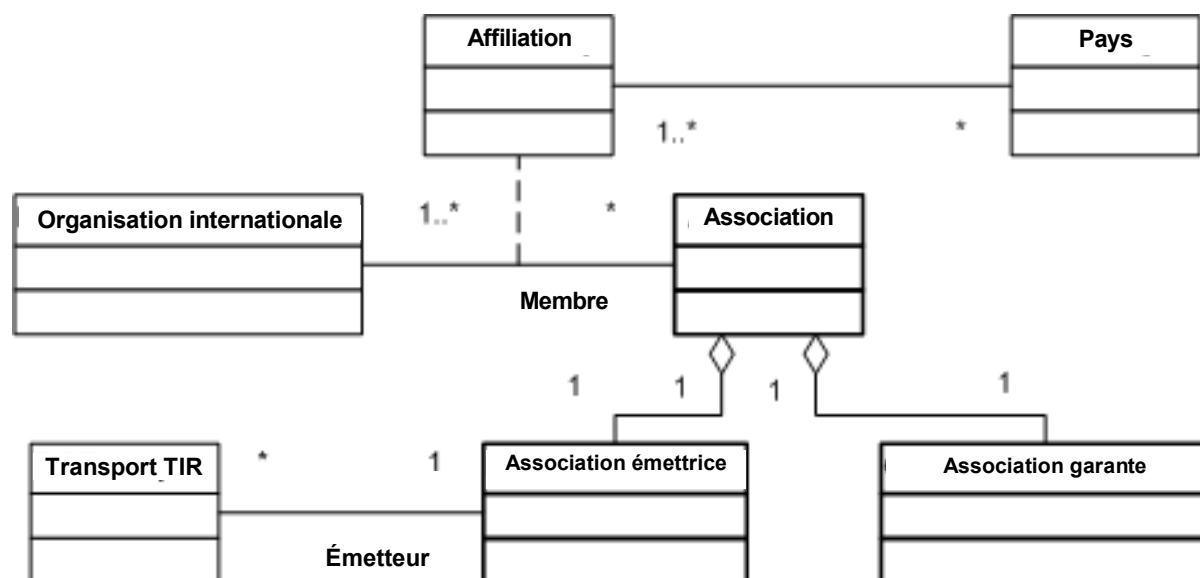 Affiliation
Pays
1..*
*
Organisation internationale
1..*
*
Association
Membre
1
1
1
1
Transport TIR
*
1
Association émettrice
Association garante
Émetteur